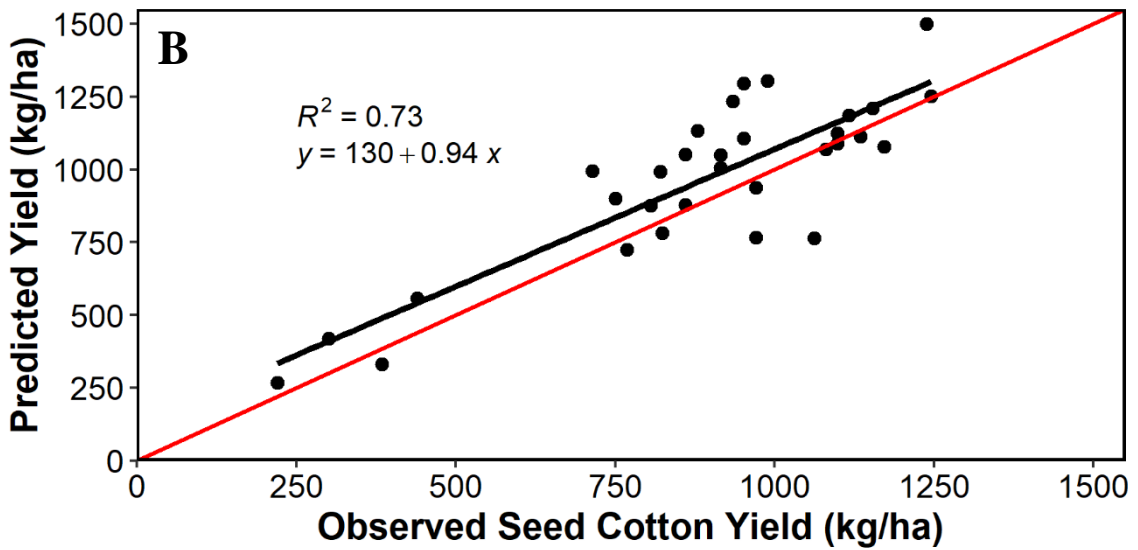 B
R² = 0.73
y = 130 + 0.94 x
Predicted Yield (kg/ha)
1500
1250
1000
750
500
250
0
0 250 500 750 1000 1250 1500
Observed Seed Cotton Yield (kg/ha)